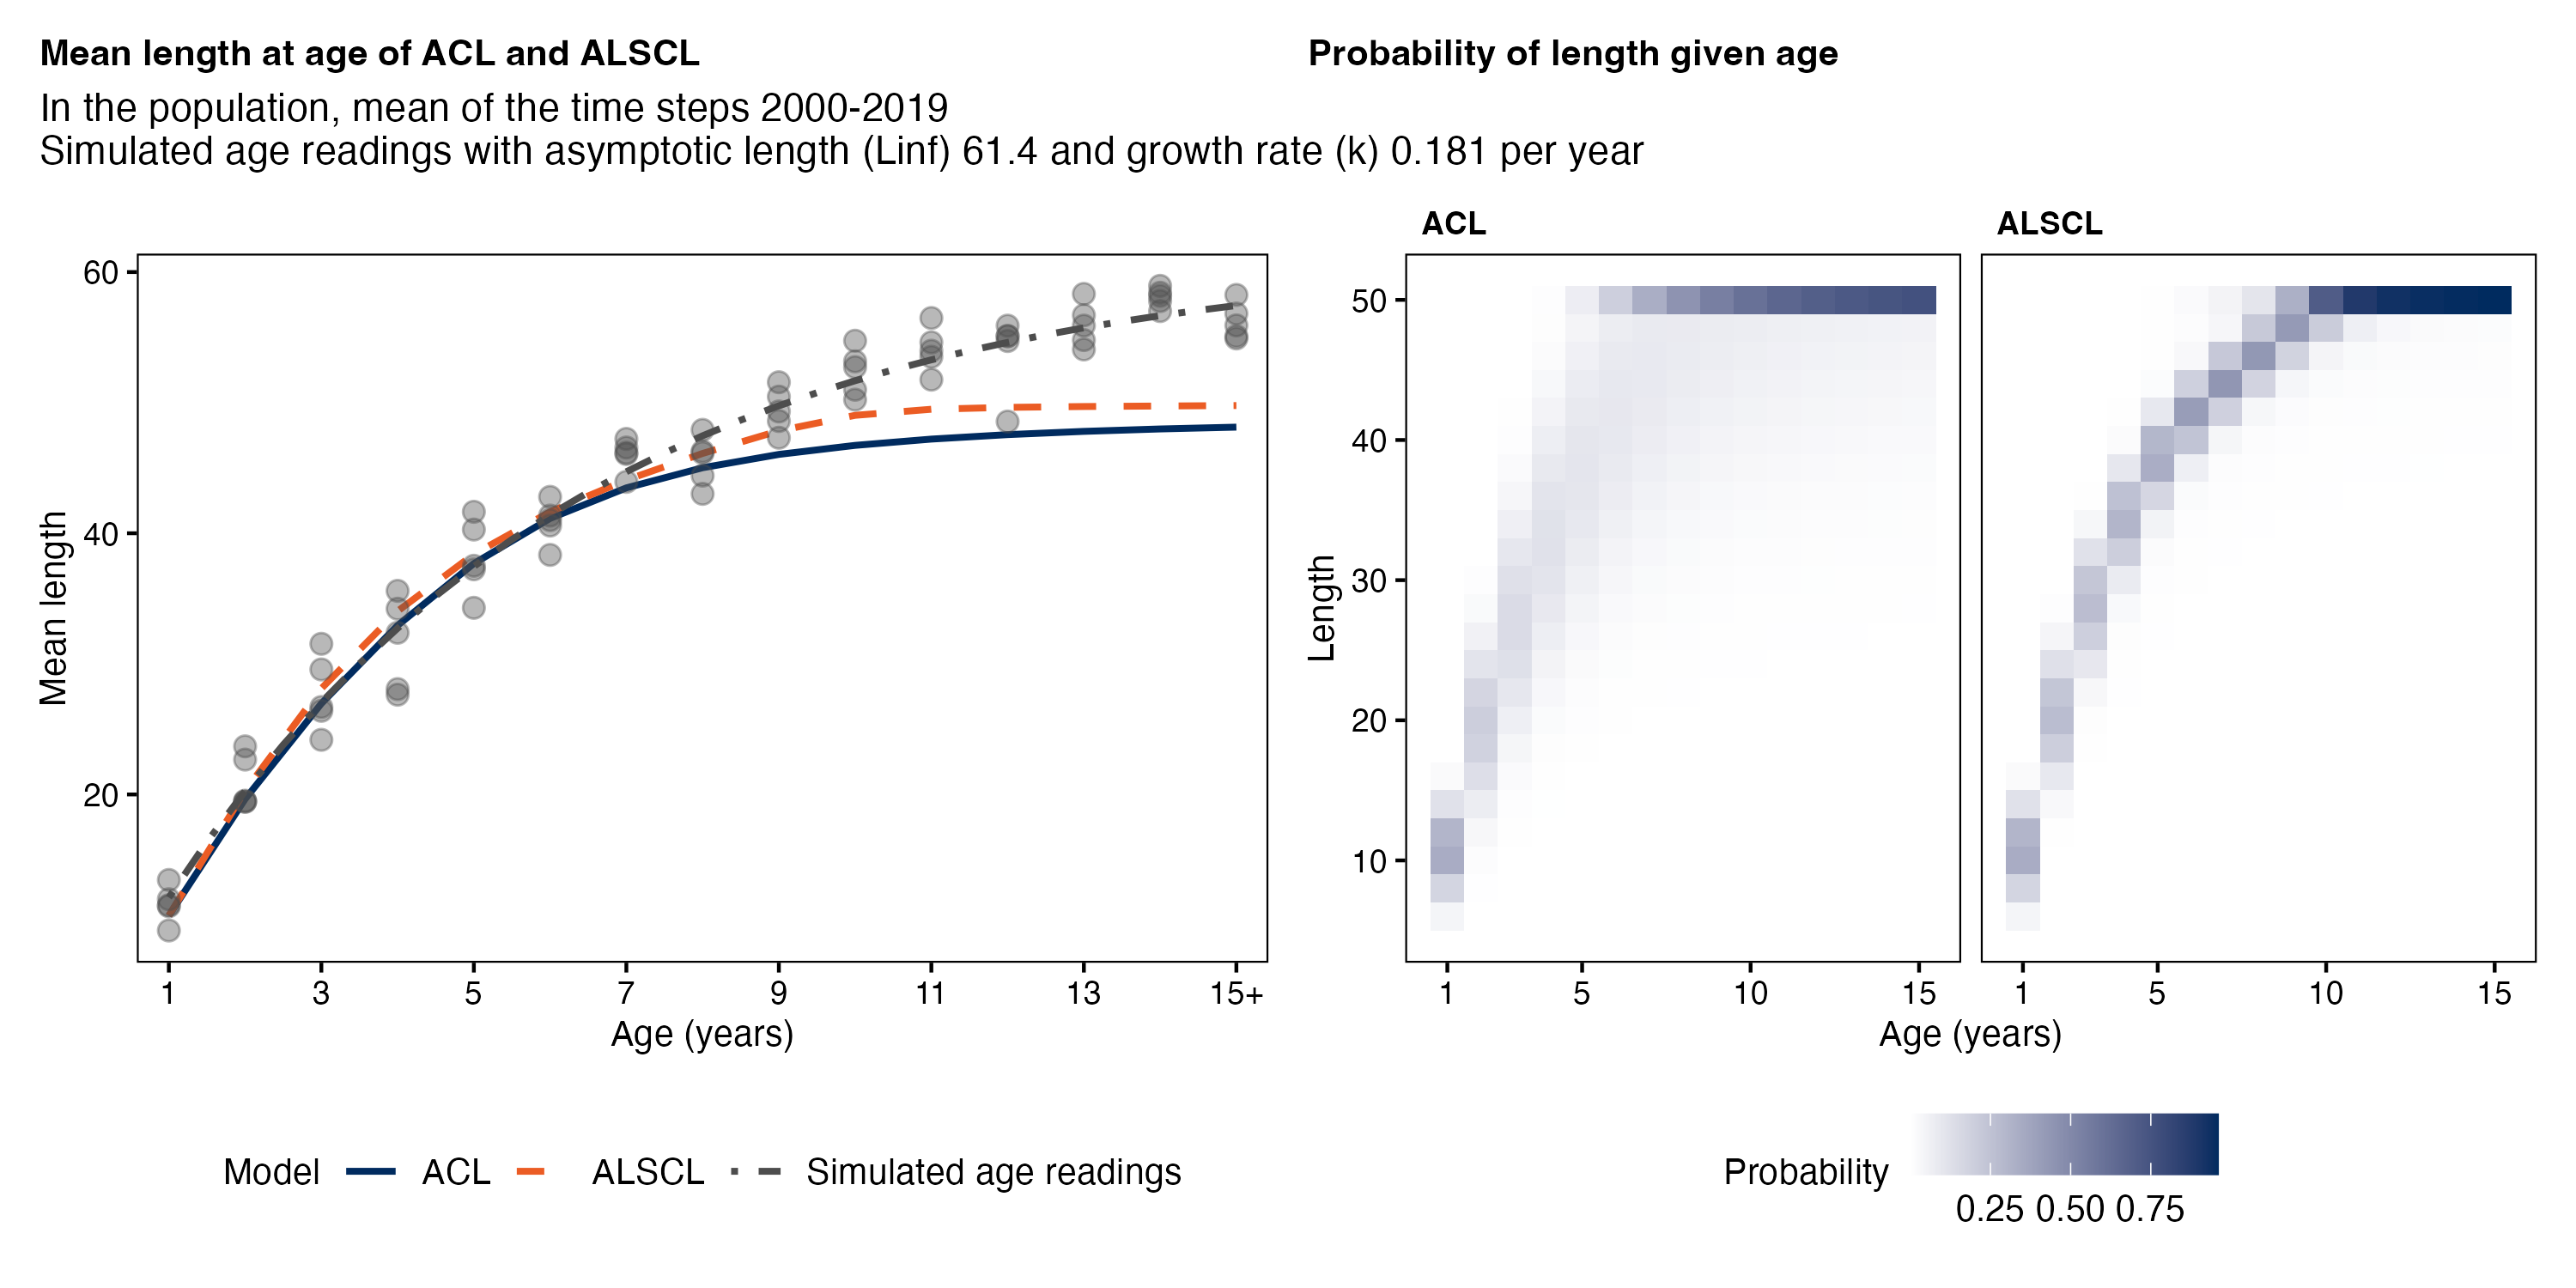 Mean length at age of ACL and ALSCL
In the population, mean of the time steps 2000-2019
Simulated age readings with asymptotic length (Linf) 61.4 and growth rate (k) 0.181 per year
Mean length
60
40
20
1 3 5 7 9 11 13 15+
Age (years)
Model ACL ALSCL Simulated age readings
Probability of length given age
ACL
ALSCL
Length
50
40
30
20
10
1 5 10 15
1 5 10 15
Age (years)
Probability
0.25 0.50 0.75